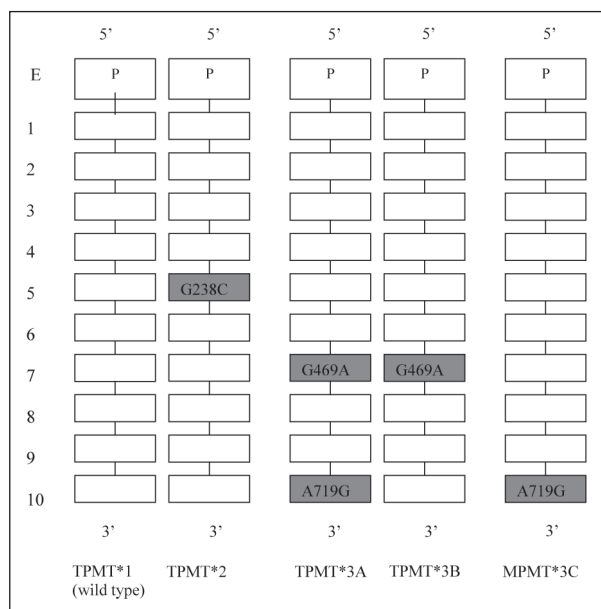 5’ 5’ 5’ 5’ 5’
E P P P P P
1
2
3
4
5 G238C
6
7 G469A G469A
8
9
10 A719G A719G
3’ 3’ 3’ 3’ 3’
TPMT*1 TPMT*2 TPMT*3A TPMT*3B MPMT*3C
(wild type)